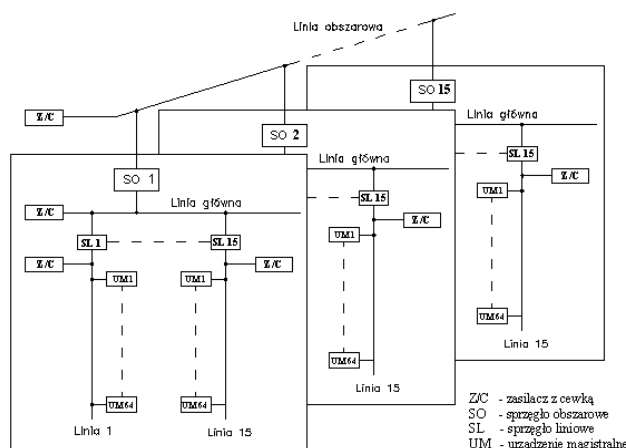 Linia obszarowa
SO 15
Z/C
Linia główna
SO 2
SL 15
Linia główna
Z/C
SO 1
UM1
SL 15
Z/C
Linia główna
Z/C
UM1
SL 1
SL 15
Z/C
Z/C
UM1
UM1
UM64
Linia 15
UM64
Linia 15
UM64
UM64
Linia 1
Linia 15
Z/C - zasilacz z cewką
SO - sprzęgło obszarowe
SL - sprzęgło liniowe
UM - urządzenie magistralne